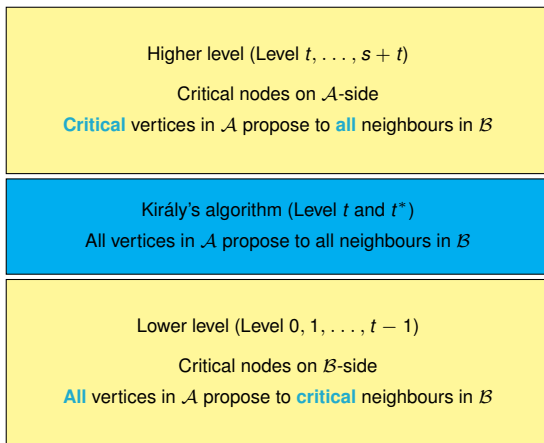 Higher level (Level t, . . . , s + t)
Critical nodes on 𝒜-side
Critical vertices in 𝒜 propose to all neighbours in ℬ
Király's algorithm (Level t and t*)
All vertices in 𝒜 propose to all neighbours in ℬ
Lower level (Level 0, 1, . . . , t − 1)
Critical nodes on ℬ-side
All vertices in 𝒜 propose to critical neighbours in ℬ